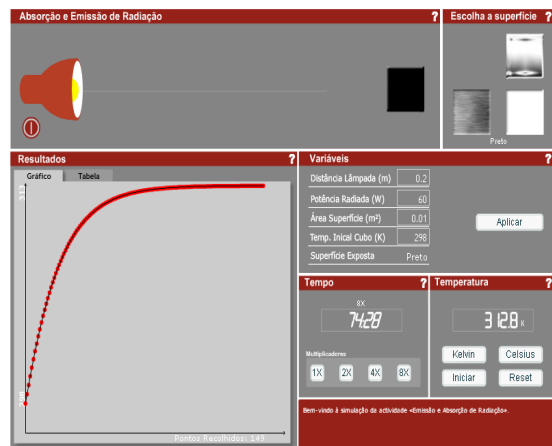 Absorção e Emissão de Radiação ?
Escolha a superfície ?
Preto
Resultados ?
Gráfico Tabela
313
298
Pontos Recolhidos: 149
Variáveis ?
Distância Lâmpada (m) 0.2
Potência Radiada (W) 60
Área Superfície (m²) 0.01
Temp. Inical Cubo (K) 298
Superfície Exposta Preto
Aplicar
Tempo ?
8X
74:28
Multiplicadores
1X 2X 4X 8X
Temperatura ?
312.8 K
Kelvin Celsius
Iniciar Reset
Bem-vindo à simulação da actividade «Emissão e Absorção de Radiação».